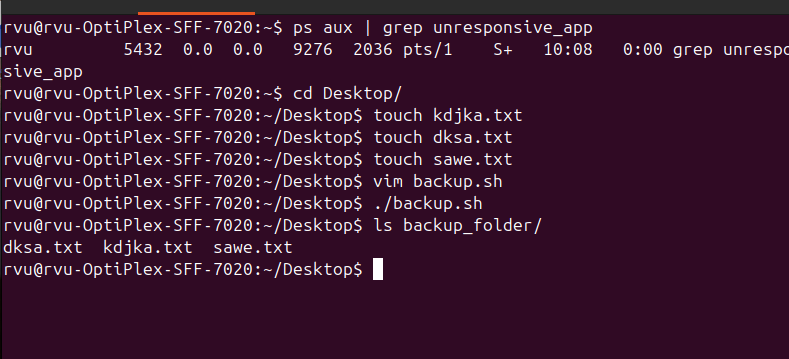 rvu@rvu-OptiPlex-SFF-7020:~$ ps aux | grep unresponsive_app
rvu         5432  0.0  0.0   9276  2036 pts/1    S+   10:08   0:00 grep unrespo
sive_app
rvu@rvu-OptiPlex-SFF-7020:~$ cd Desktop/
rvu@rvu-OptiPlex-SFF-7020:~/Desktop$ touch kdjka.txt
rvu@rvu-OptiPlex-SFF-7020:~/Desktop$ touch dksa.txt
rvu@rvu-OptiPlex-SFF-7020:~/Desktop$ touch sawe.txt
rvu@rvu-OptiPlex-SFF-7020:~/Desktop$ vim backup.sh
rvu@rvu-OptiPlex-SFF-7020:~/Desktop$ ./backup.sh
rvu@rvu-OptiPlex-SFF-7020:~/Desktop$ ls backup_folder/
dksa.txt  kdjka.txt  sawe.txt
rvu@rvu-OptiPlex-SFF-7020:~/Desktop$